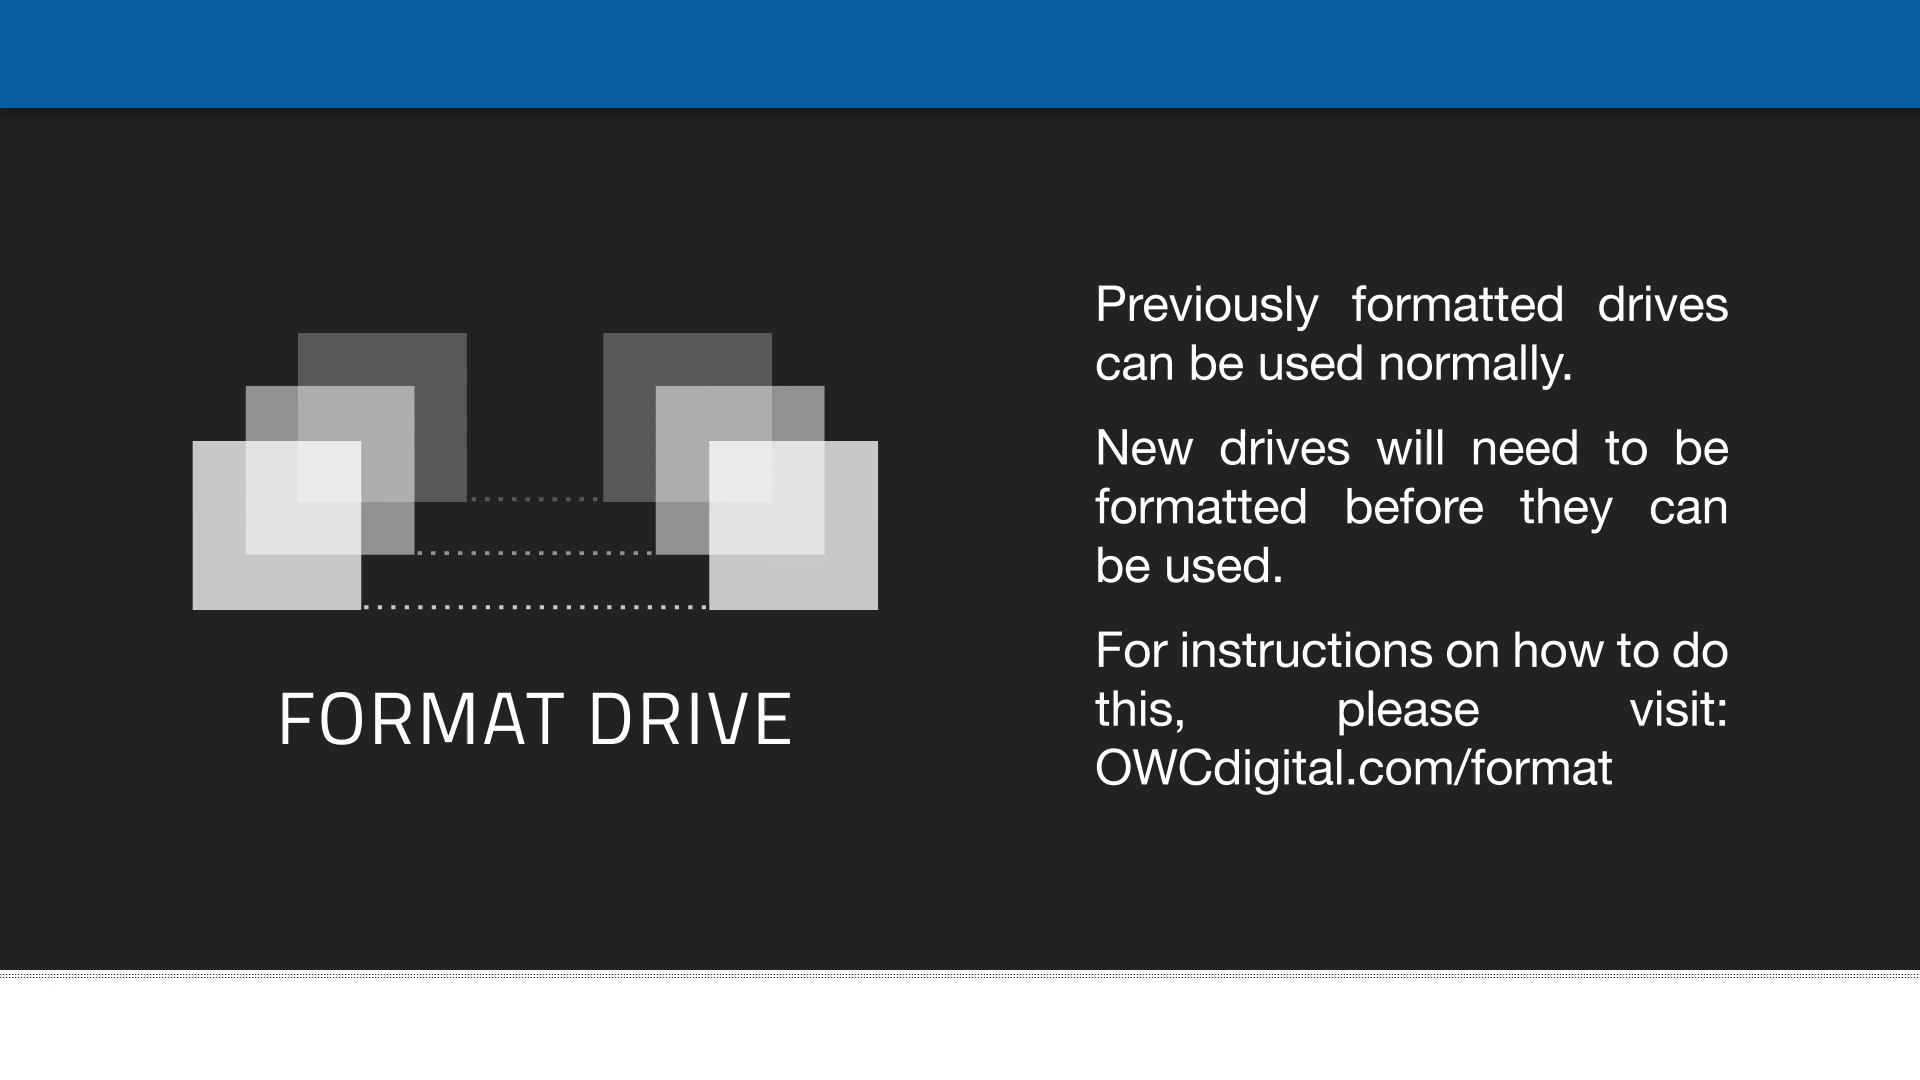 FORMAT DRIVE
Previously formatted drives
can be used normally.
New drives will need to be
formatted before they can
be used.
For instructions on how to do
this, please visit:
OWCdigital.com/format